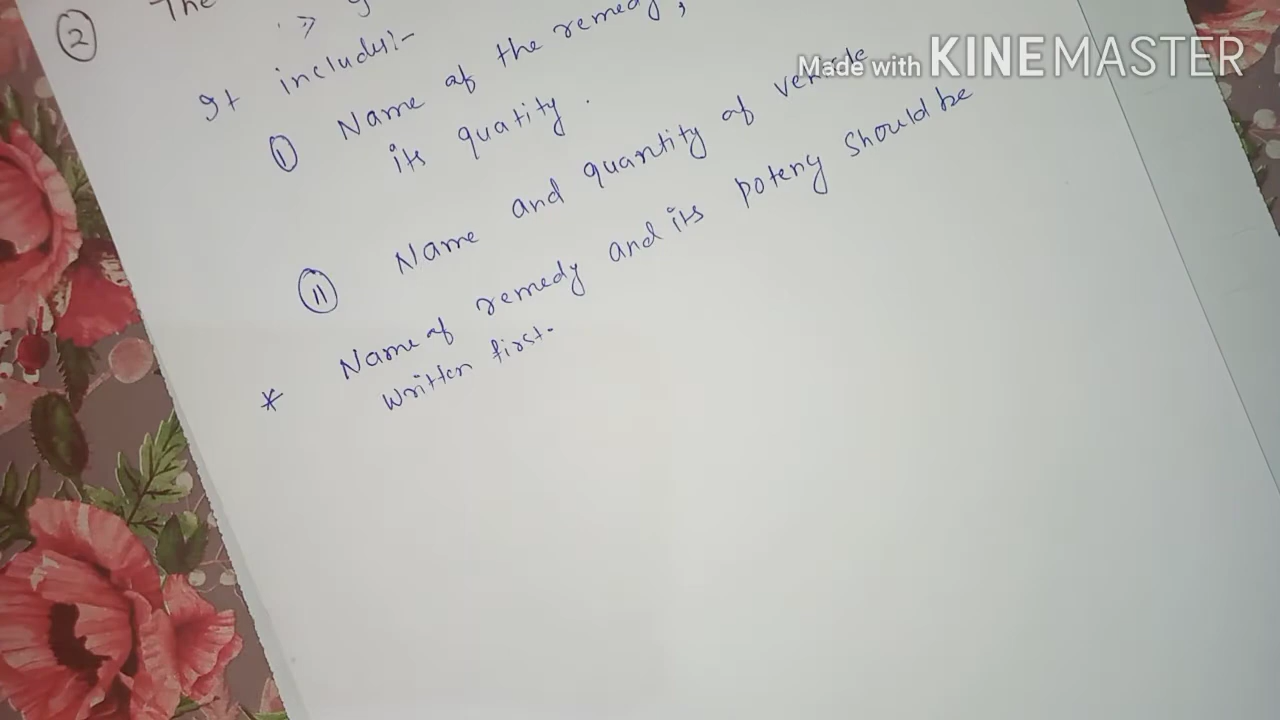 ② The
It includes:-
① Name of the remedy,
its quatity.
⑪ Name and quantity of vehicle
* Name of remedy and its poteny should be
written first.
Made with KINEMASTER